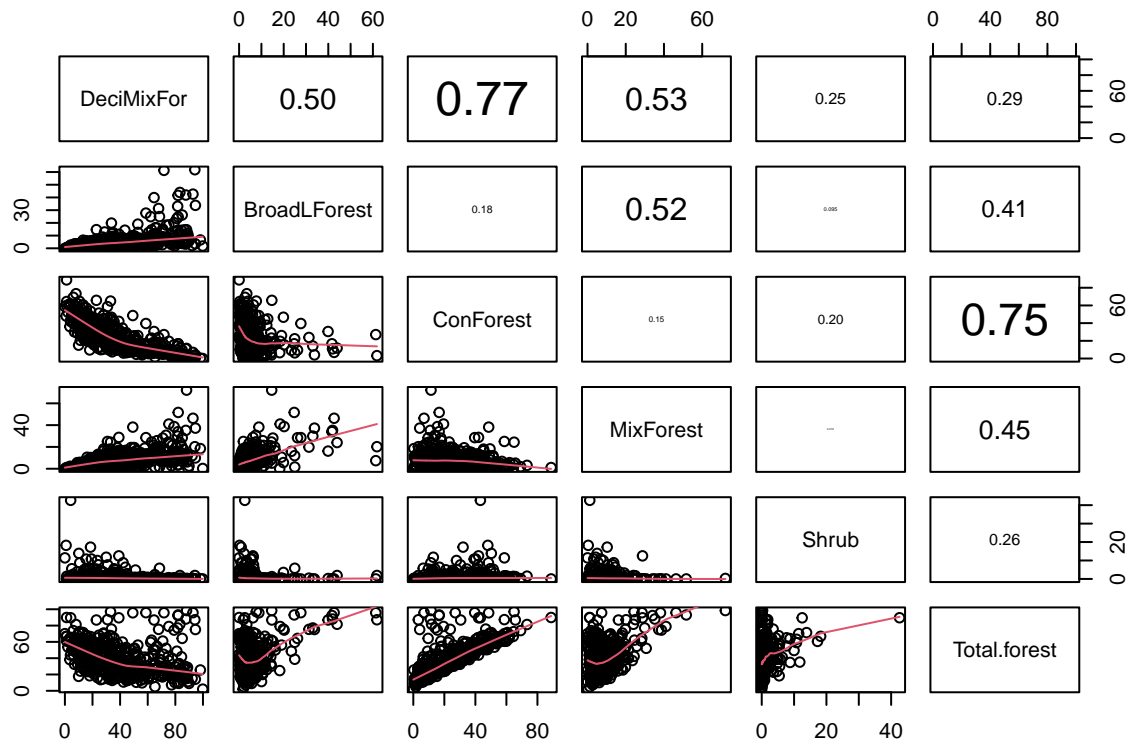 0 20 40 60 0 20 60 0 40 80
DeciMixFor 0.50 0.77 0.53 0.25 0.29 0 60
0 30 BroadLForest 0.18 0.52 0.095 0.41
ConForest 0.15 0.20 0.75 0 60
0 40 MixForest 0.45
Shrub 0.26 0 20
0 60 Total.forest
0 40 80 0 40 80 0 20 40